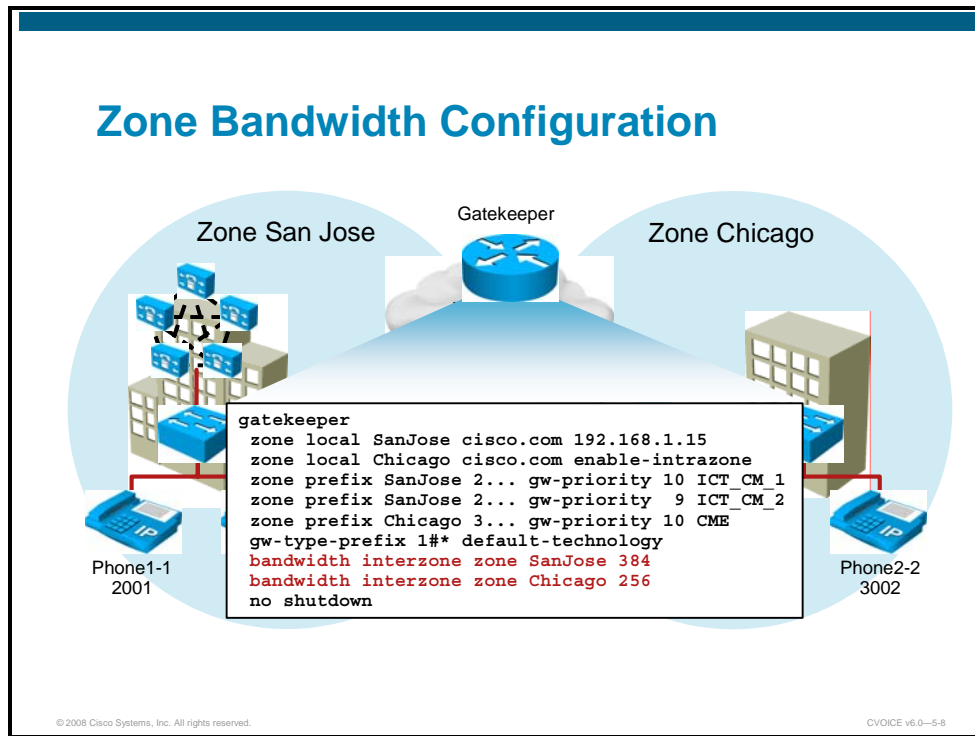 Zone Bandwidth Configuration
Gatekeeper
Zone San Jose
Zone Chicago
gatekeeper
zone local SanJose cisco.com 192.168.1.15
zone local Chicago cisco.com enable-intrazone
zone prefix SanJose 2... gw-priority 10 ICT_CM_1
zone prefix SanJose 2... gw-priority  9 ICT_CM_2
zone prefix Chicago 3... gw-priority 10 CME
gw-type-prefix 1#* default-technology
bandwidth interzone zone SanJose 384
bandwidth interzone zone Chicago 256
no shutdown
IP
Phone1-1
2001
IP
Phone2-2
3002
© 2008 Cisco Systems, Inc. All rights reserved.
CVOICE v6.0—5-8